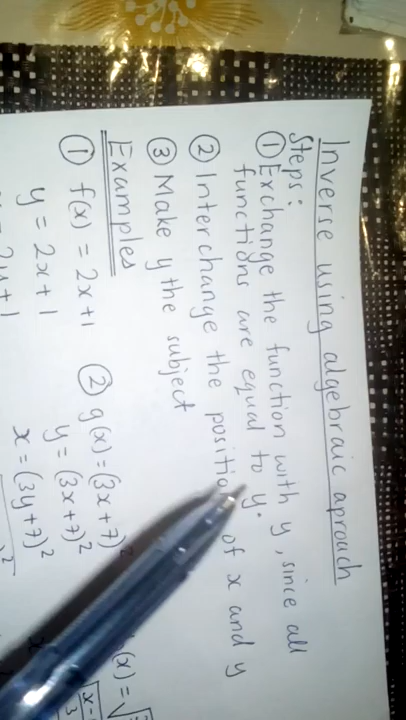 Inverse using algebraic aproach
Steps:
① Exchange the function with y, since all
functions are equal to y.
② Interchange the position of x and y
③ Make y the subject
Examples
① f(x) = 2x+1 ② g(x) = (3x+7)²
y = 2x+1 y = (3x+7)²
x = (3y+7)²